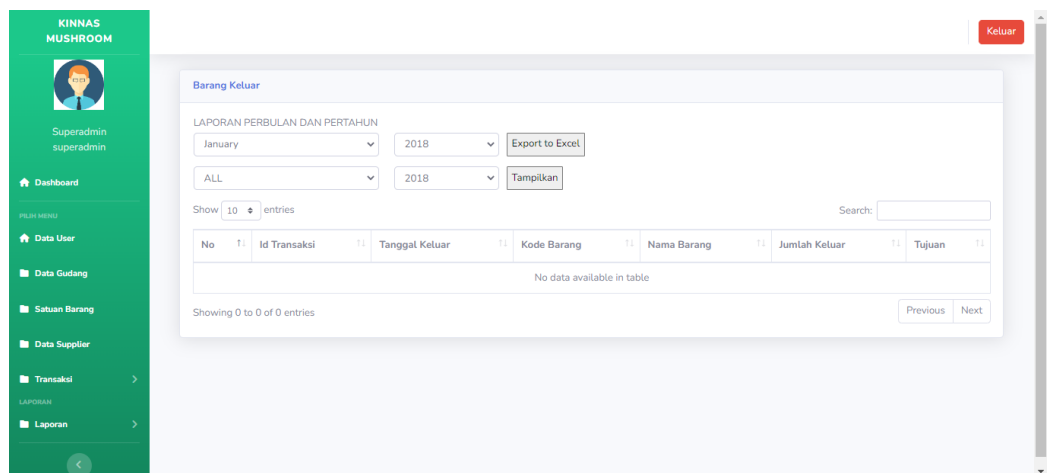 KINNAS
MUSHROOM
Keluar
Superadmin
superadmin
Dashboard
PILIH MENU
Data User
Data Gudang
Satuan Barang
Data Supplier
Transaksi
LAPORAN
Laporan
Barang Keluar
LAPORAN PERBULAN DAN PERTAHUN
January 2018 Export to Excel
ALL 2018 Tampilkan
Show 10 entries Search:
No Id Transaksi Tanggal Keluar Kode Barang Nama Barang Jumlah Keluar Tujuan
No data available in table
Showing 0 to 0 of 0 entries Previous Next